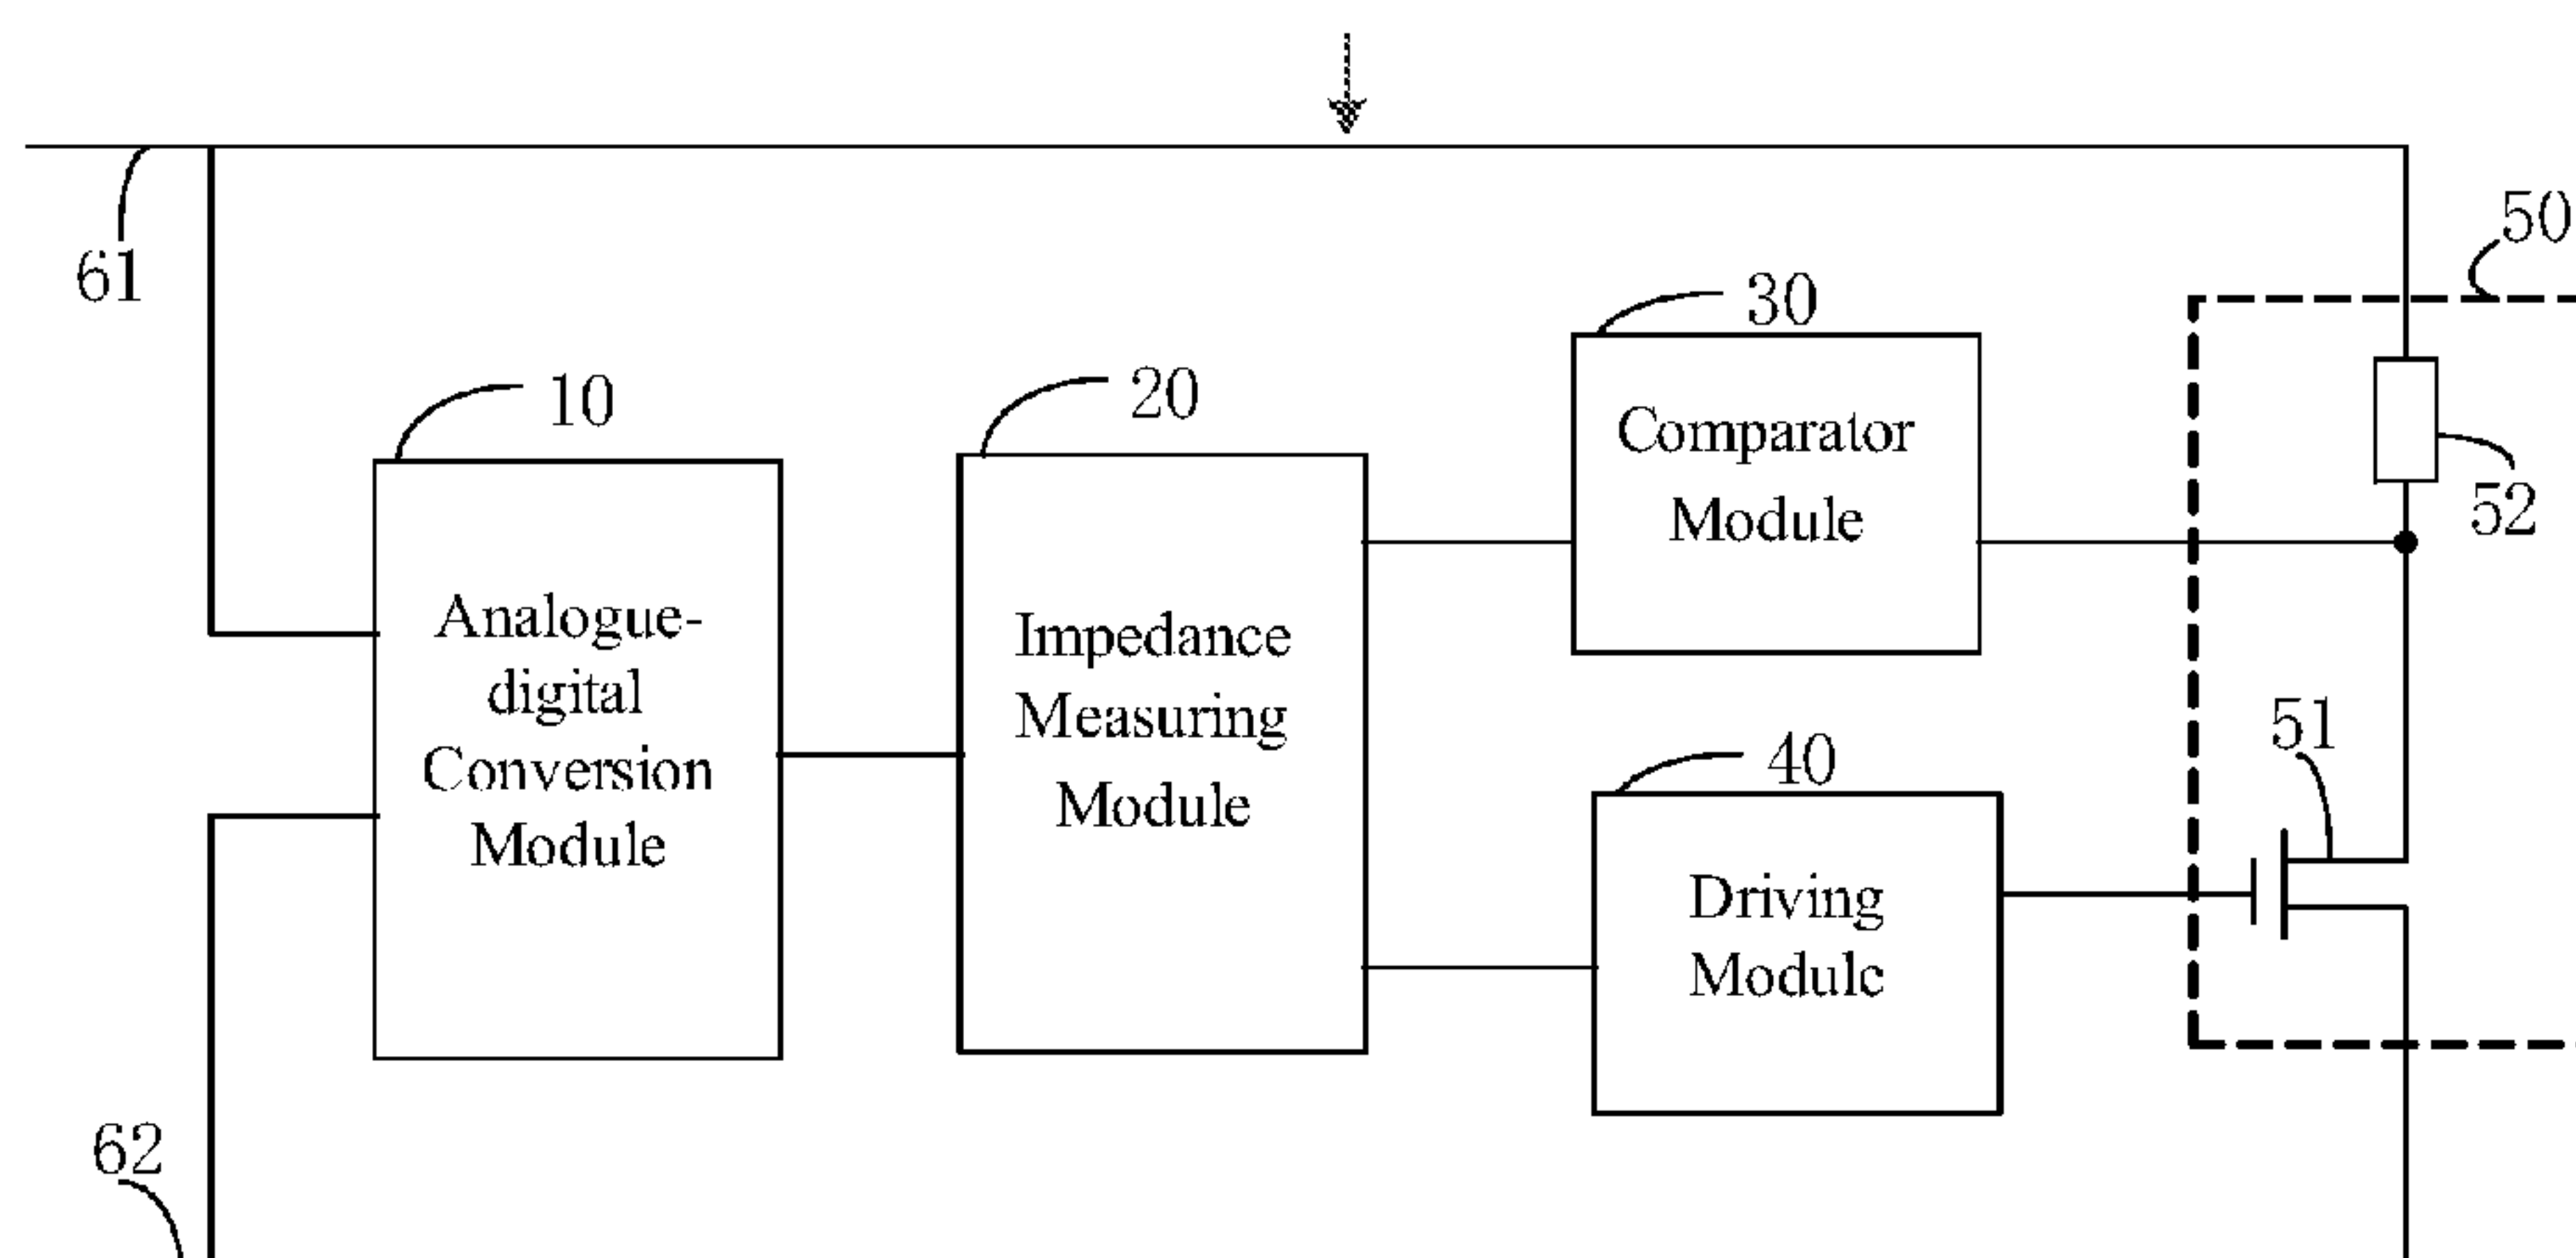 61
50
30
10
20
Comparator
Module
52
Analogue-
digital
Conversion
Module
Impedance
Measuring
Module
51
40
Driving
Module
62